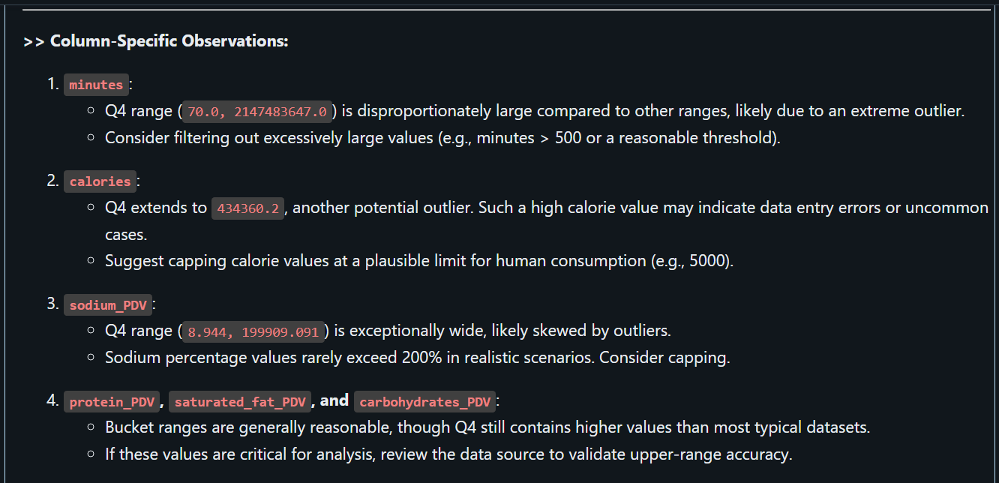 >> Column-Specific Observations:
1. minutes:
Q4 range (70.0, 2147483647.0) is disproportionately large compared to other ranges, likely due to an extreme outlier.
Consider filtering out excessively large values (e.g., minutes > 500 or a reasonable threshold).
2. calories:
Q4 extends to 434360.2, another potential outlier. Such a high calorie value may indicate data entry errors or uncommon
cases.
Suggest capping calorie values at a plausible limit for human consumption (e.g., 5000).
3. sodium_PDV:
Q4 range (8.944, 199909.091) is exceptionally wide, likely skewed by outliers.
Sodium percentage values rarely exceed 200% in realistic scenarios. Consider capping.
4. protein_PDV, saturated_fat_PDV, and carbohydrates_PDV:
Bucket ranges are generally reasonable, though Q4 still contains higher values than most typical datasets.
If these values are critical for analysis, review the data source to validate upper-range accuracy.